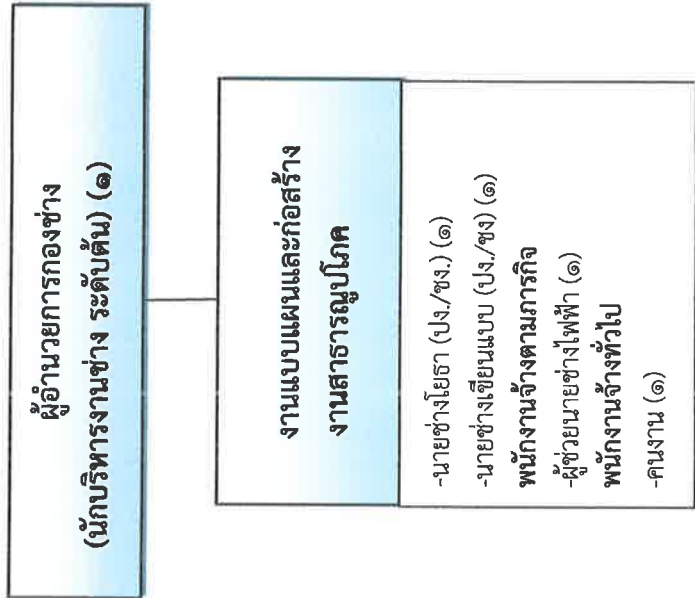 ผู้อำนวยการกองช่าง
(นักบริหารงานช่าง ระดับต้น) (๑)
งานแบบแผนและก่อสร้าง
งานสาธารณูปโภค
-นายช่างโยธา (ปง./ชง.) (๑)
-นายช่างเขียนแบบ (ปง./ชง) (๑)
พนักงานจ้างตามภารกิจ
-ผู้ช่วยนายช่างไฟฟ้า (๑)
พนักงานจ้างทั่วไป
-คนงาน (๑)